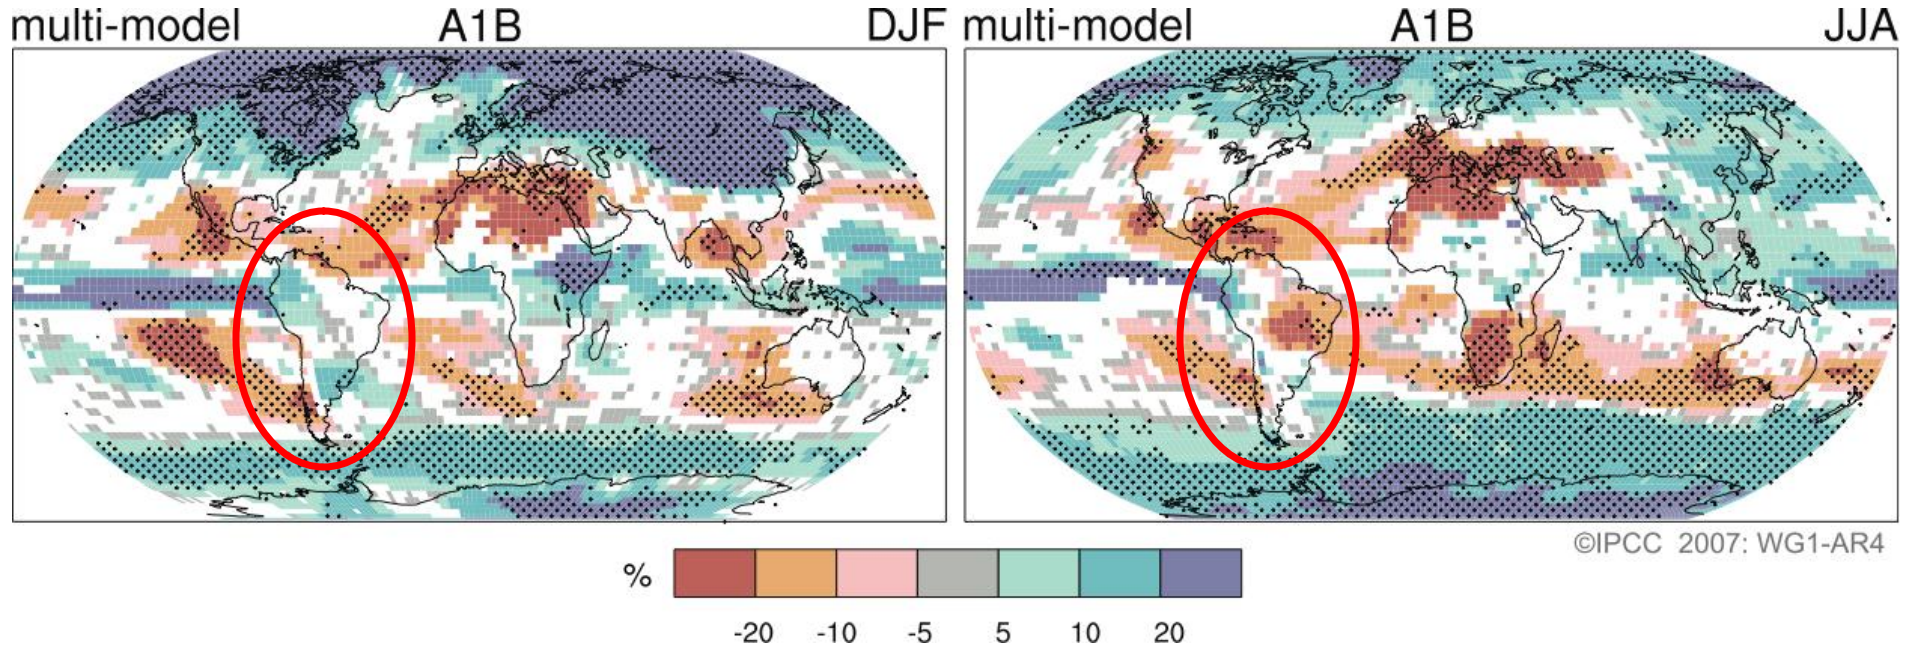 multi-model A1B DJF
multi-model A1B JJA
©IPCC 2007: WG1-AR4
%
-20 -10 -5 5 10 20